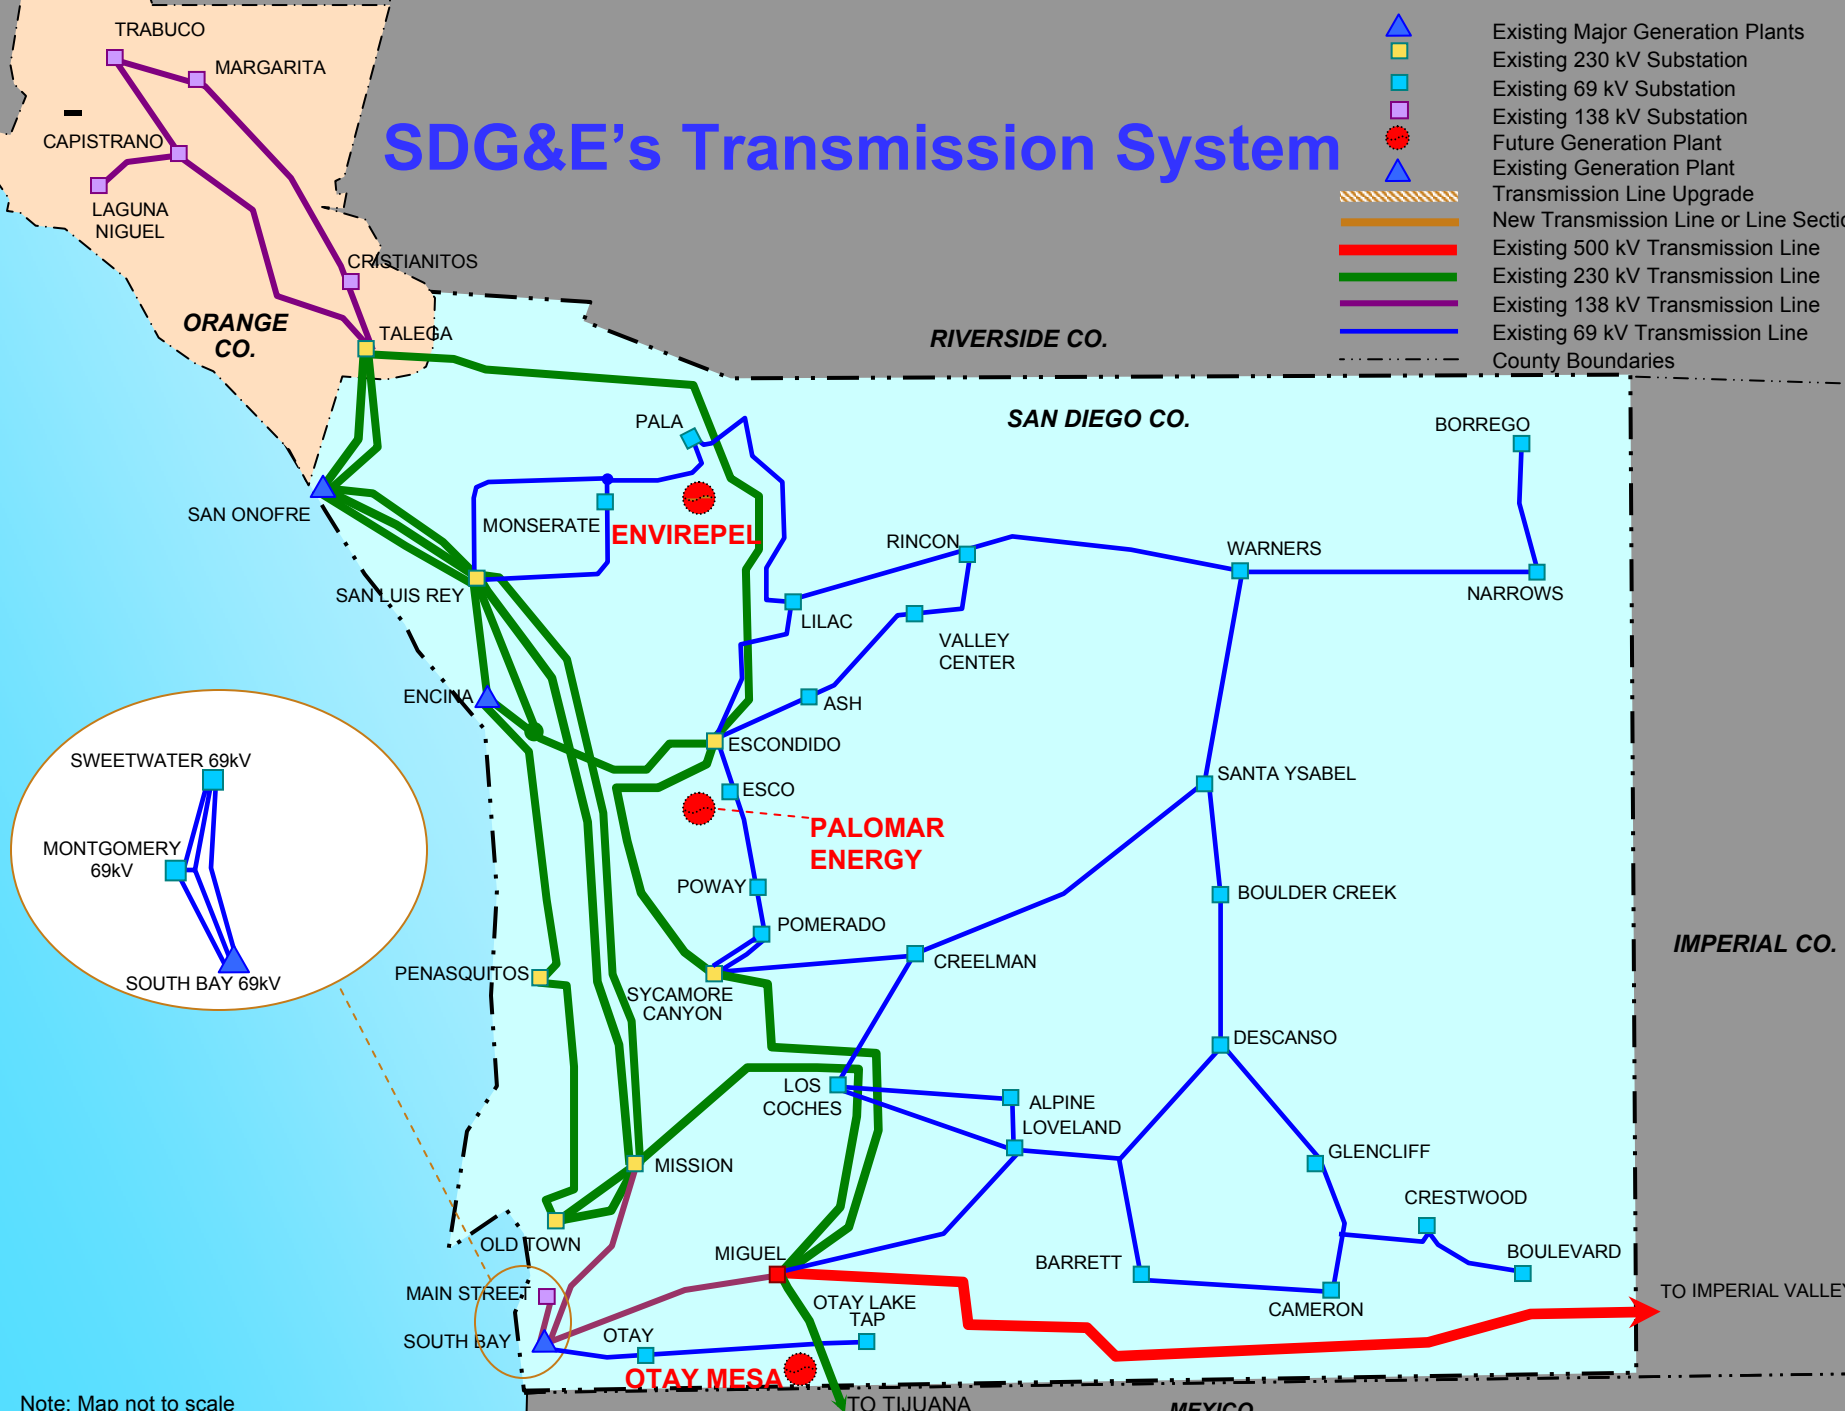 TRABUCO
MARGARITA
CAPISTRANO
LAGUNA
NIGUEL
CRISTIANITOS
ORANGE
CO.
TALEGA
SDG&E's Transmission System
Existing Major Generation Plants
Existing 230 kV Substation
Existing 69 kV Substation
Existing 138 kV Substation
Future Generation Plant
Existing Generation Plant
Transmission Line Upgrade
New Transmission Line or Line Sectio
Existing 500 kV Transmission Line
Existing 230 kV Transmission Line
Existing 138 kV Transmission Line
Existing 69 kV Transmission Line
County Boundaries
RIVERSIDE CO.
SAN DIEGO CO.
PALA
BORREGO
SAN ONOFRE
MONSERATE
ENVIREPEL
RINCON
WARNERS
NARROWS
SAN LUIS REY
LILAC
VALLEY
CENTER
ENCINA
ASH
ESCONDIDO
SWEETWATER 69kV
MONTGOMERY
69kV
SOUTH BAY 69kV
ESCO
SANTA YSABEL
PALOMAR
ENERGY
POWAY
BOULDER CREEK
POMERADO
IMPERIAL CO.
PENASQUITOS
CREELMAN
SYCAMORE
CANYON
DESCANSO
LOS
COCHES
ALPINE
LOVELAND
MISSION
GLENCLIFF
CRESTWOOD
OLD TOWN
MIGUEL
BARRETT
BOULEVARD
MAIN STREET
OTAY LAKE
TAP
CAMERON
TO IMPERIAL VALLEY
SOUTH BAY
OTAY
OTAY MESA
Note: Map not to scale
TO TIJUANA
MEXICO